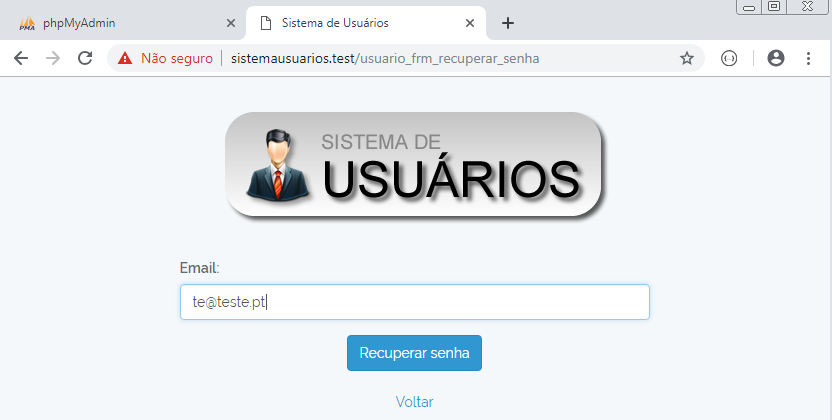 PMA phpMyAdmin
Sistema de Usuários
Não seguro
sistemausuarios.test/usuario_frm_recuperar_senha
SISTEMA DE
USUÁRIOS
Email:
te@teste.pt
Recuperar senha
Voltar